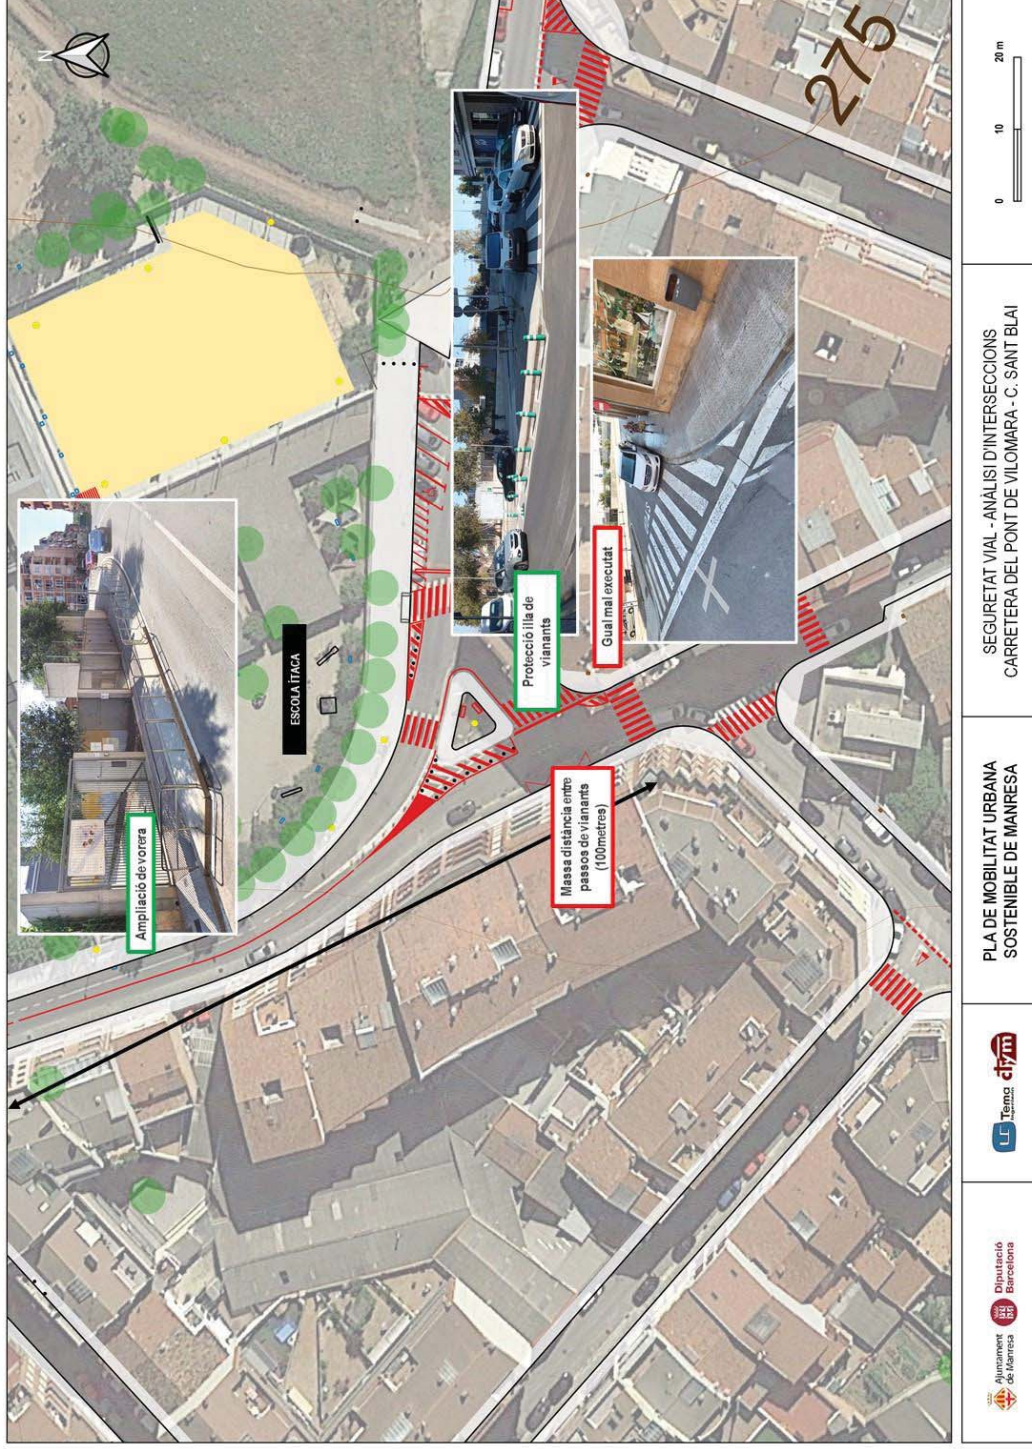 N
Ampliació de vorera
ESCOLA ÍTACA
Protecció illa de
vianants
Gual mal executat
Massa distància entre
passos de vianants
(100metres)
275
Ajuntament
de Manresa
Diputació
Barcelona
Tema
dym
PLA DE MOBILITAT URBANA
SOSTENIBLE DE MANRESA
SEGURETAT VIAL - ANÀLISI D'INTERSECCIONS
CARRETERA DEL PONT DE VILOMARA - C. SANT BLAI
0 10 20 m